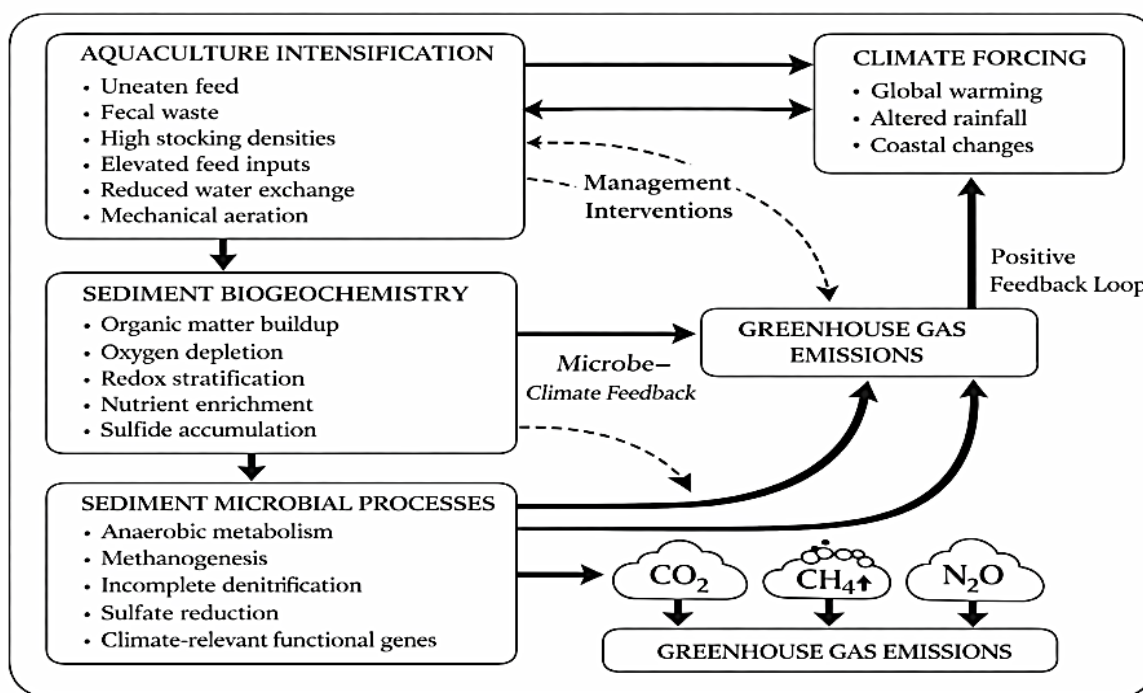 AQUACULTURE INTENSIFICATION
• Uneaten feed
• Fecal waste
• High stocking densities
• Elevated feed inputs
• Reduced water exchange
• Mechanical aeration
CLIMATE FORCING
• Global warming
• Altered rainfall
• Coastal changes
Management
Interventions
Positive
Feedback Loop
SEDIMENT BIOGEOCHEMISTRY
• Organic matter buildup
• Oxygen depletion
• Redox stratification
• Nutrient enrichment
• Sulfide accumulation
GREENHOUSE GAS
EMISSIONS
Microbe–
Climate Feedback
SEDIMENT MICROBIAL PROCESSES
• Anaerobic metabolism
• Methanogenesis
• Incomplete denitrification
• Sulfate reduction
• Climate-relevant functional genes
CO₂
CH₄⬆
N₂O
GREENHOUSE GAS EMISSIONS